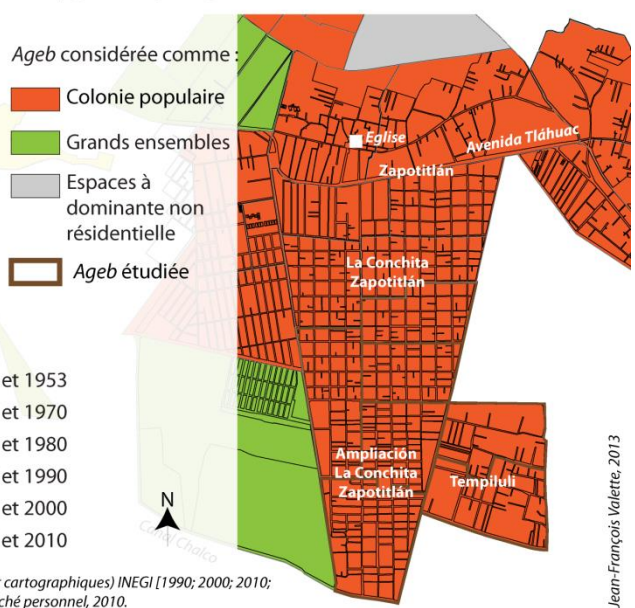 Ageb considérée comme :
Colonie populaire
Grands ensembles
Espaces à
dominante non
résidentielle
Ageb étudiée
Eglise
Avenida Tláhuac
Zapotitlán
La Conchita
Zapotitlán
et 1953
et 1970
et 1980
et 1990
et 2000
et 2010
Ampliación
La Conchita
Zapotitlán
Tempiluli
N
Canal Chalco
cartographiques) INEGI [1990; 2000; 2010;
ché personnel, 2010.
Jean-François Valette, 2013